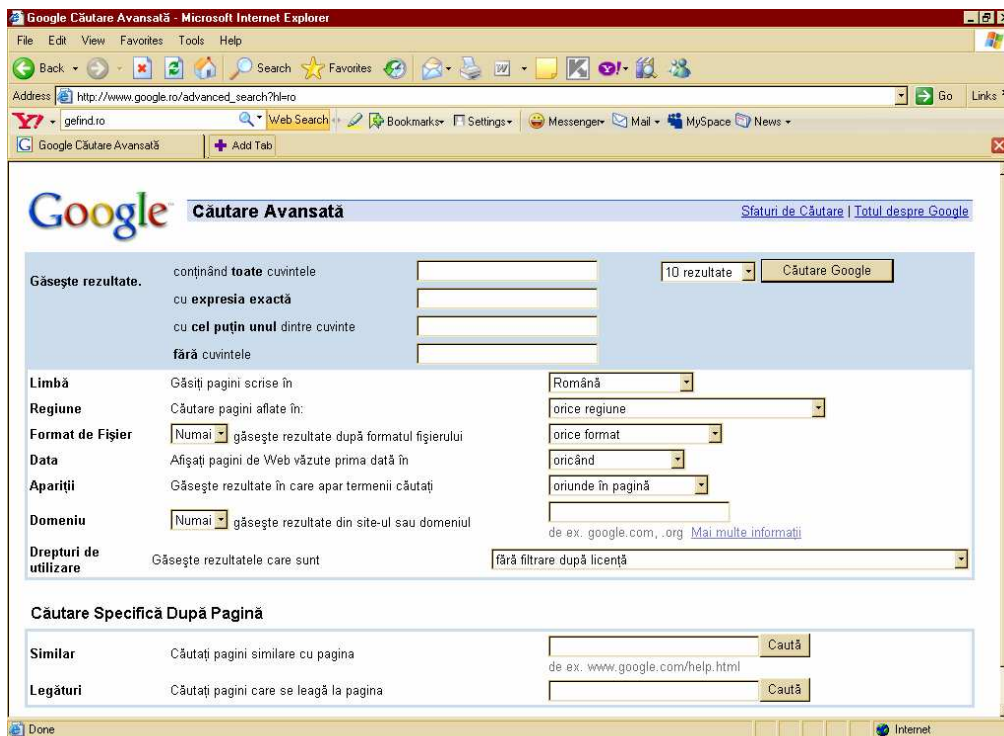 Google Căutare Avansată - Microsoft Internet Explorer
File Edit View Favorites Tools Help
Back Search Favorites
Address http://www.google.ro/advanced_search?hl=ro Go Links
Y7 gefind.ro Web Search Bookmarks Settings Messenger Mail MySpace News
Google Căutare Avansată Add Tab
Google Căutare Avansată Sfaturi de Căutare | Totul despre Google
Găseşte rezultate. conţinând toate cuvintele 10 rezultate Căutare Google
cu expresia exactă
cu cel puţin unul dintre cuvinte
fără cuvintele
Limbă Găsiţi pagini scrise în Română
Regiune Căutare pagini aflate în: orice regiune
Format de Fişier Numai găseşte rezultate după formatul fişierului orice format
Data Afişaţi pagini de Web văzute prima dată în oricând
Apariţii Găseşte rezultate în care apar termenii căutaţi oriunde în pagină
Domeniu Numai găseşte rezultate din site-ul sau domeniul
de ex. google.com, .org Mai multe informaţii
Drepturi de utilizare Găseşte rezultatele care sunt fără filtrare după licenţă
Căutare Specifică După Pagină
Similar Căutaţi pagini similare cu pagina Caută
de ex. www.google.com/help.html
Legături Căutaţi pagini care se leagă la pagina Caută
Done Internet